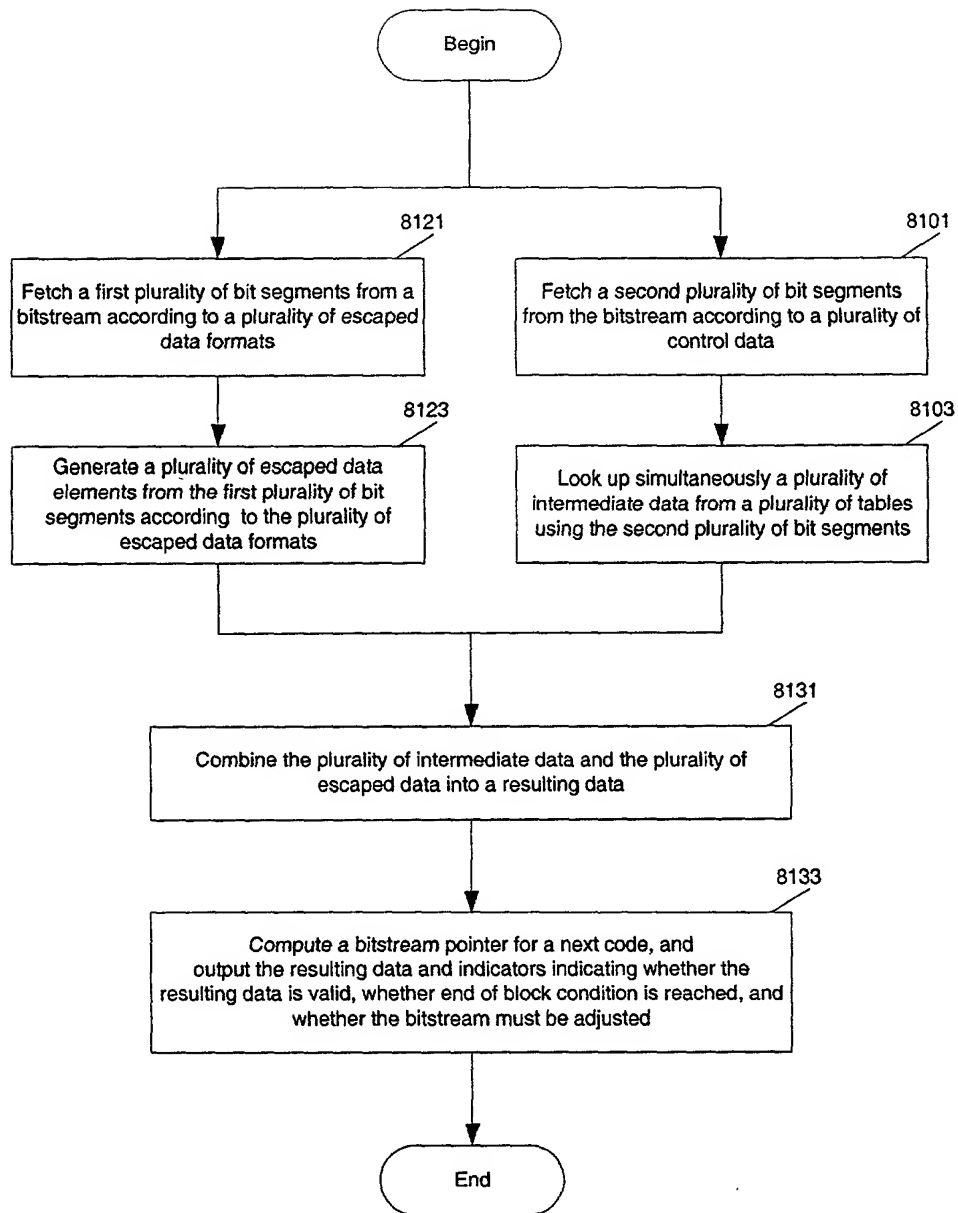 Begin
8121
Fetch a first plurality of bit segments from a
bitstream according to a plurality of escaped
data formats
8101
Fetch a second plurality of bit segments
from the bitstream according to a plurality of
control data
8123
Generate a plurality of escaped data
elements from the first plurality of bit
segments according to the plurality of
escaped data formats
8103
Look up simultaneously a plurality of
intermediate data from a plurality of tables
using the second plurality of bit segments
8131
Combine the plurality of intermediate data and the plurality of
escaped data into a resulting data
8133
Compute a bitstream pointer for a next code, and
output the resulting data and indicators indicating whether the
resulting data is valid, whether end of block condition is reached, and
whether the bitstream must be adjusted
End